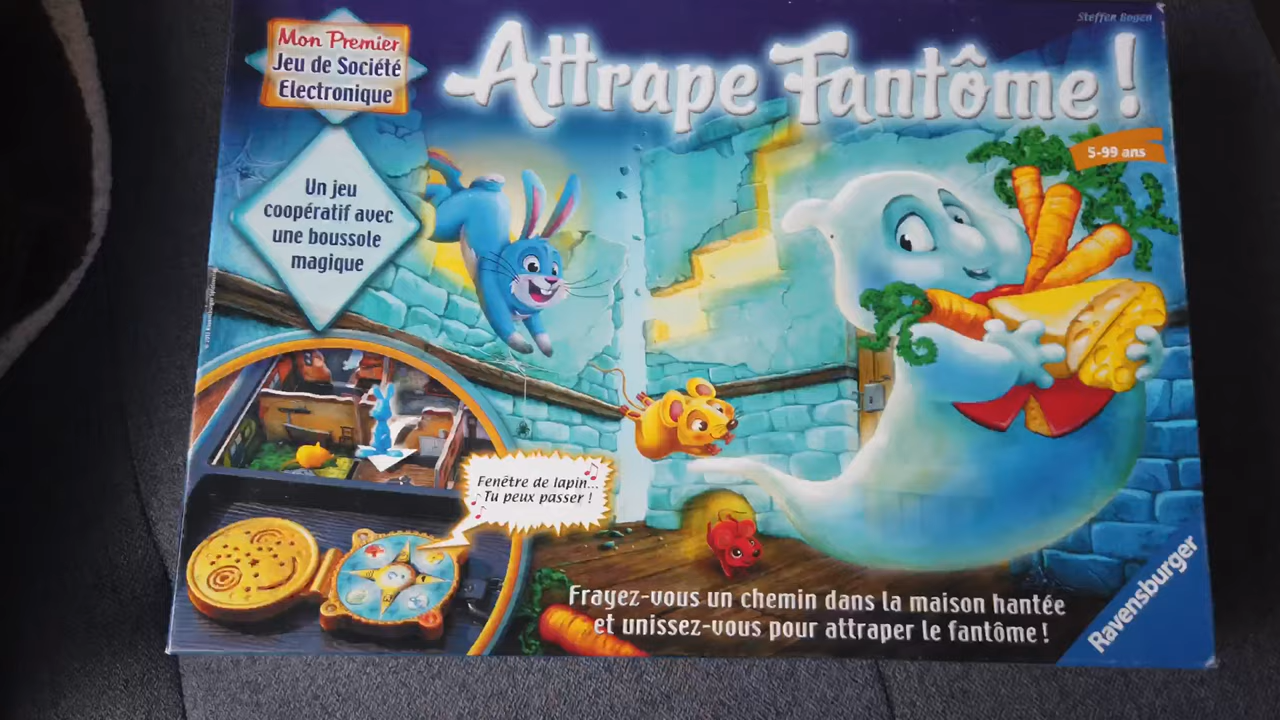 Steffen Bogen
Mon Premier
Jeu de Société
Electronique
Attrape Fantôme !
5-99 ans
Un jeu
coopératif avec
une boussole
magique
Fenêtre de lapin...
Tu peux passer !
Frayez-vous un chemin dans la maison hantée
et unissez-vous pour attraper le fantôme !
Ravensburger